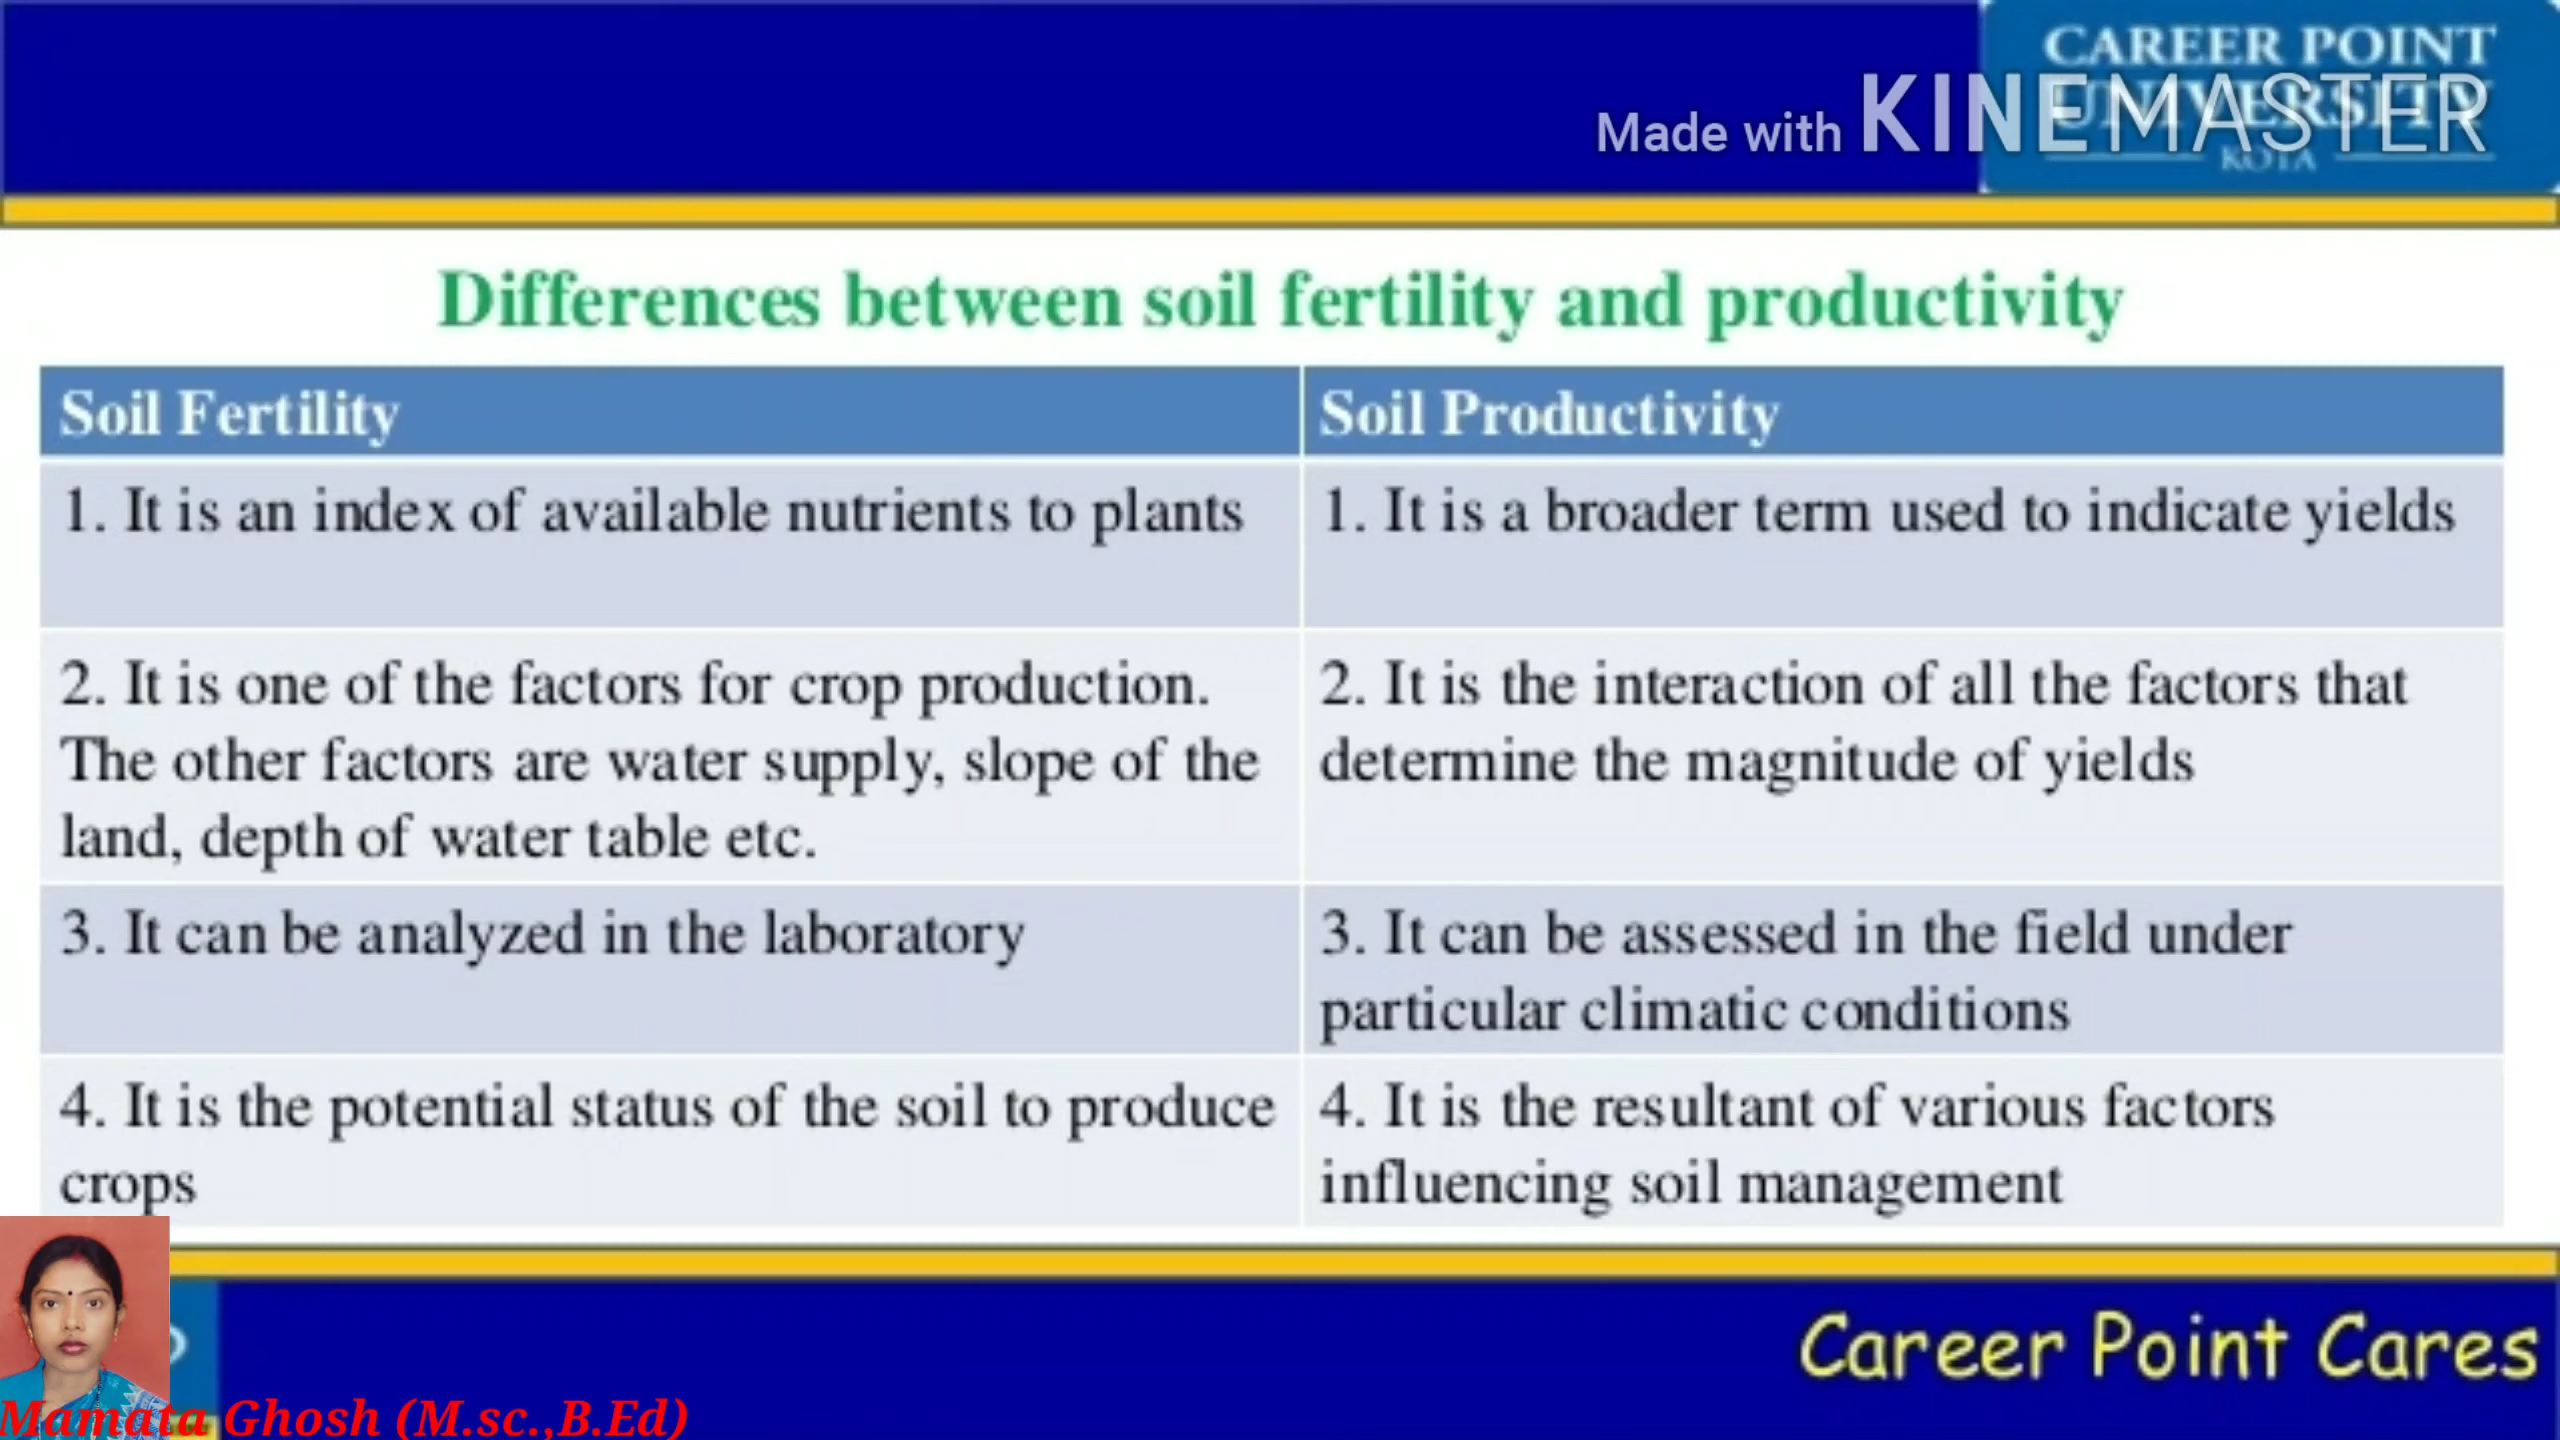 CAREER POINT
UNIVERSITY
KOTA
Made with KINEMASTER
Differences between soil fertility and productivity
Soil Fertility
Soil Productivity
1. It is an index of available nutrients to plants
1. It is a broader term used to indicate yields
2. It is one of the factors for crop production.
The other factors are water supply, slope of the
land, depth of water table etc.
2. It is the interaction of all the factors that
determine the magnitude of yields
3. It can be analyzed in the laboratory
3. It can be assessed in the field under
particular climatic conditions
4. It is the potential status of the soil to produce
crops
4. It is the resultant of various factors
influencing soil management
Career Point Cares
Mamata Ghosh (M.sc.,B.Ed)